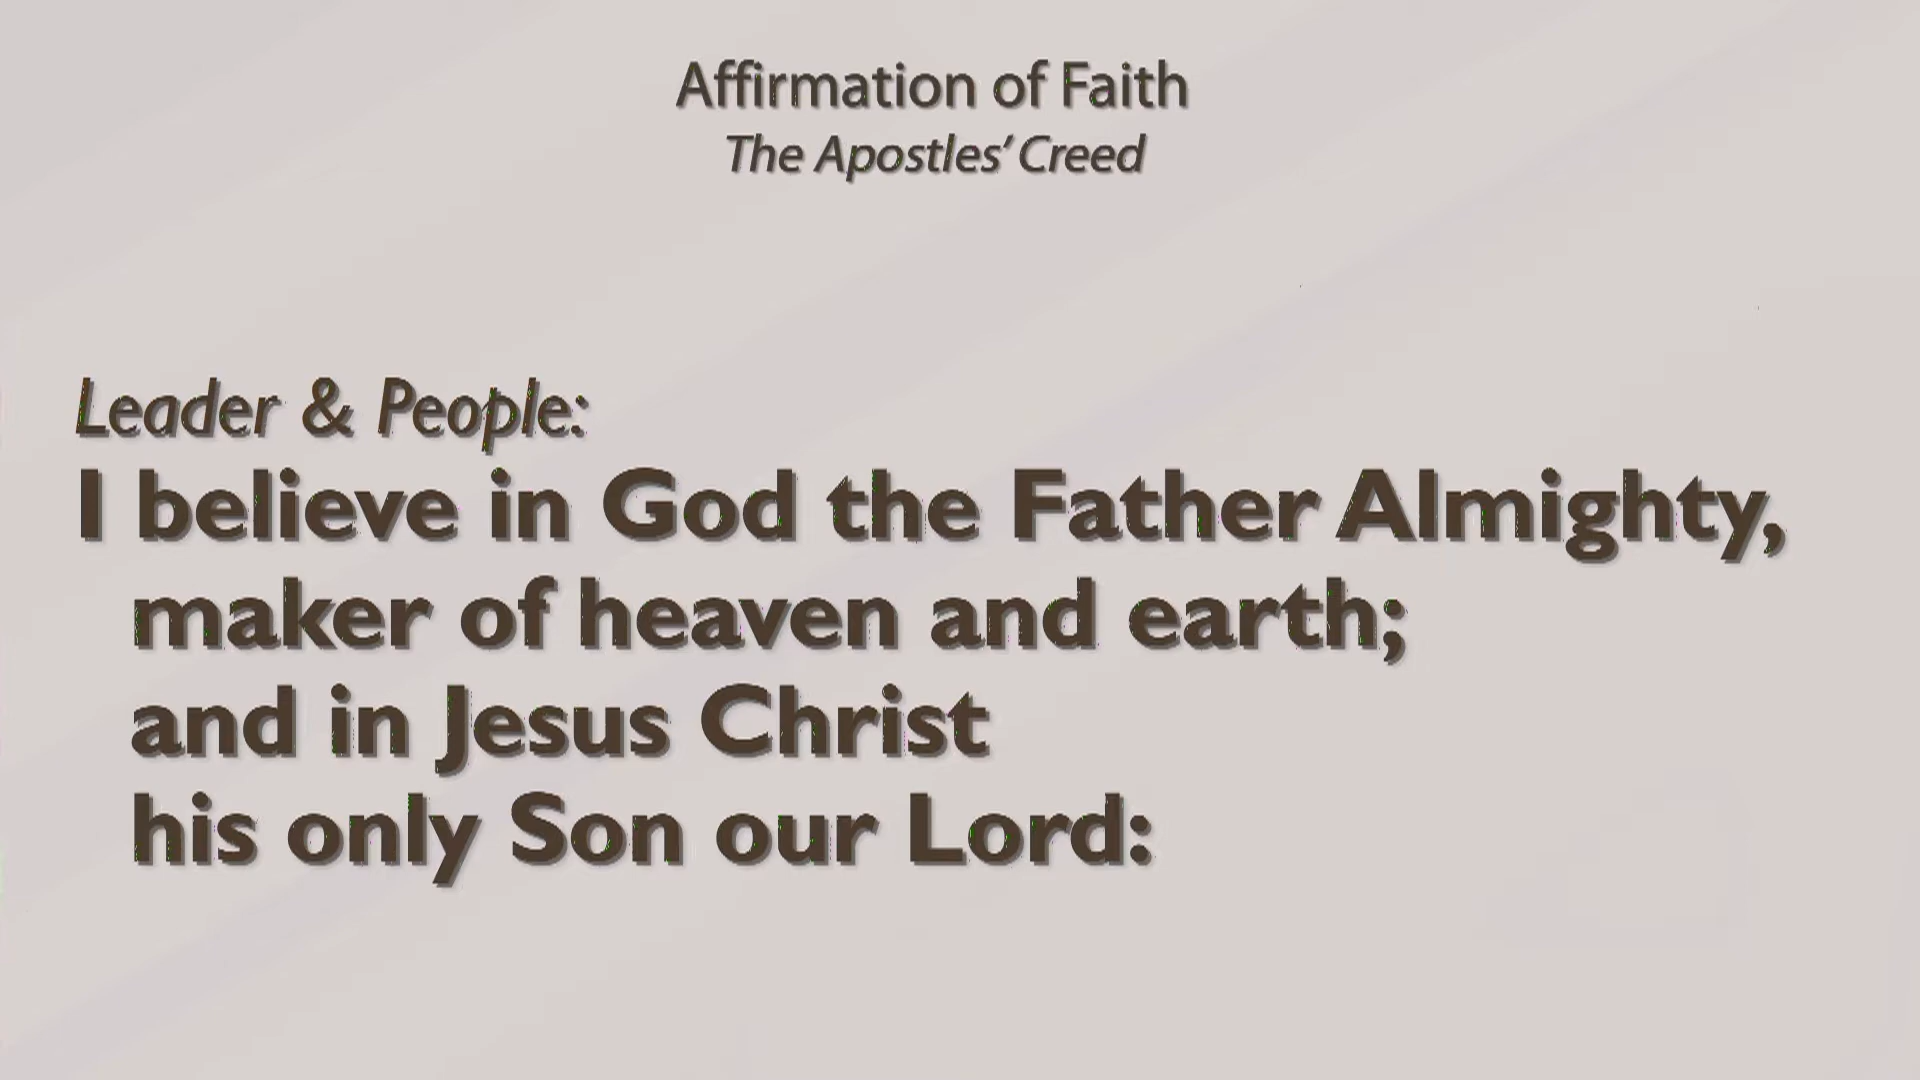 Affirmation of Faith
The Apostles’ Creed
Leader & People:
I believe in God the Father Almighty,
maker of heaven and earth;
and in Jesus Christ
his only Son our Lord: